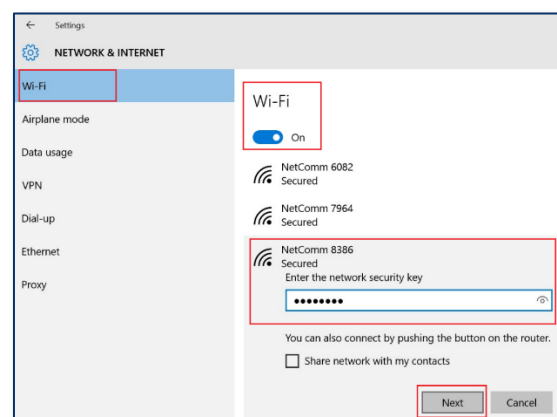 Settings
NETWORK & INTERNET
Wi-Fi
Airplane mode
Data usage
VPN
Dial-up
Ethernet
Proxy
Wi-Fi
On
NetComm 6082
Secured
NetComm 7964
Secured
NetComm 8386
Secured
Enter the network security key
••••••••
You can also connect by pushing the button on the router.
Share network with my contacts
Next Cancel